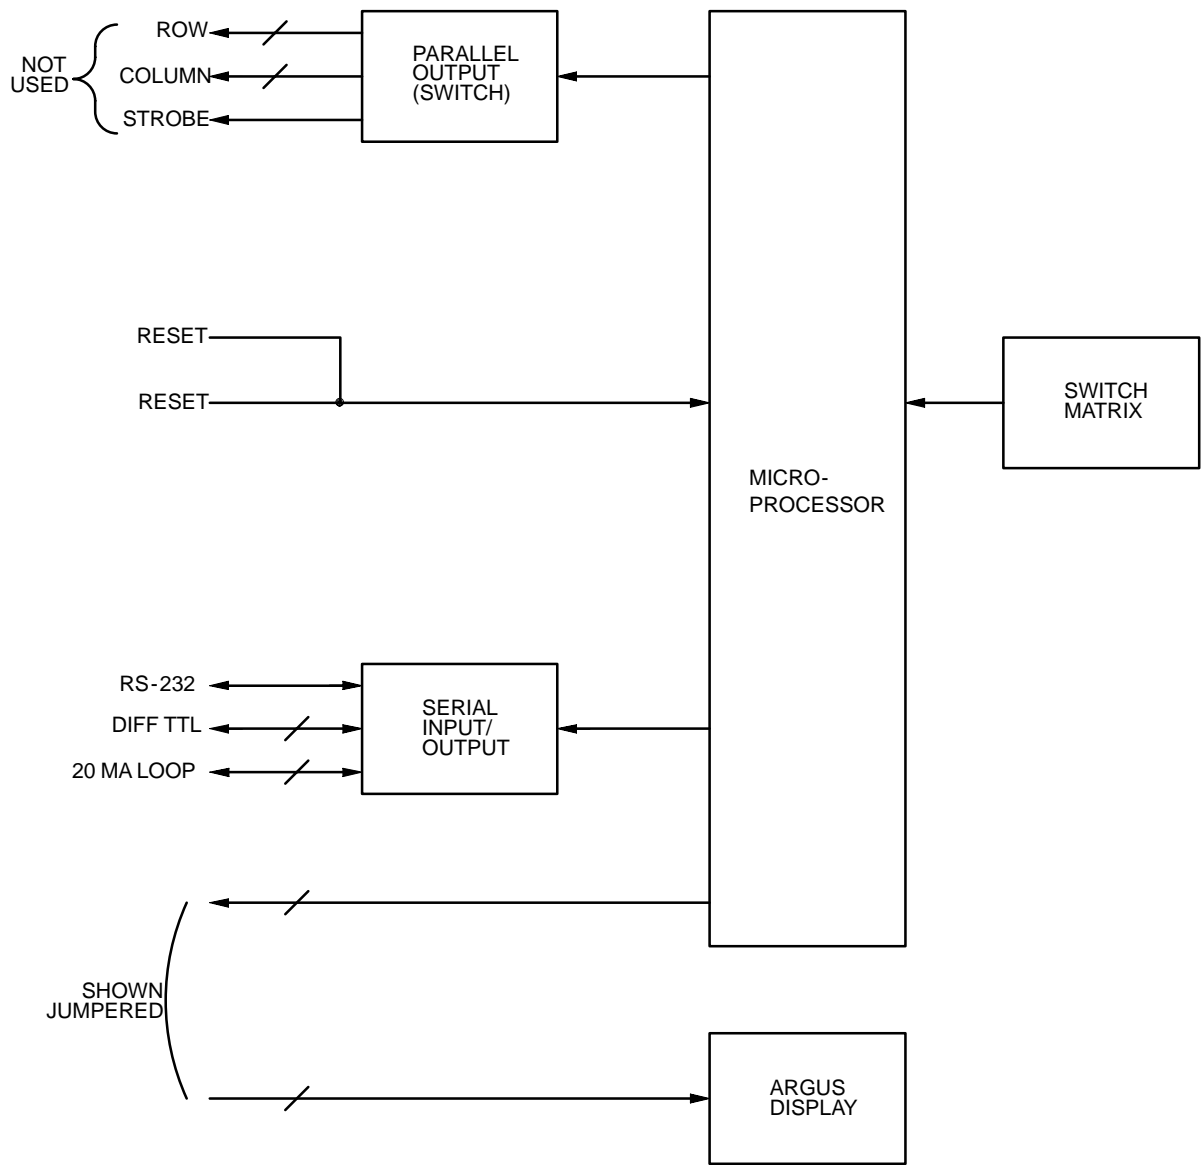 NOT
USED
ROW
COLUMN
STROBE
PARALLEL
OUTPUT
(SWITCH)
RESET
RESET
SWITCH
MATRIX
MICRO-
PROCESSOR
RS-232
DIFF TTL
20 MA LOOP
SERIAL
INPUT/
OUTPUT
SHOWN
JUMPERED
ARGUS
DISPLAY